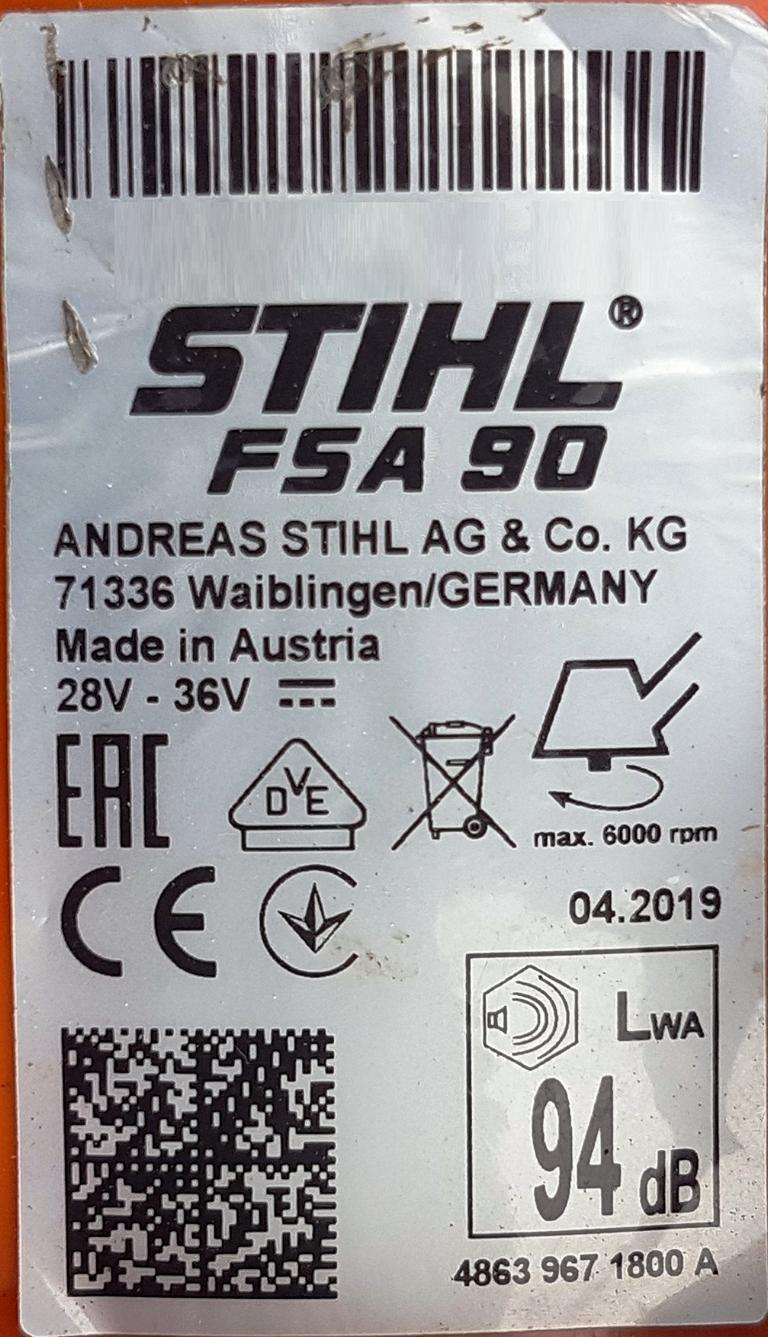 STIHL®
FSA 90
ANDREAS STIHL AG & Co. KG
71336 Waiblingen/GERMANY
Made in Austria
28V - 36V
EAC
DVE
max. 6000 rpm
CE
04.2019
LWA
94 dB
4863 967 1800 A